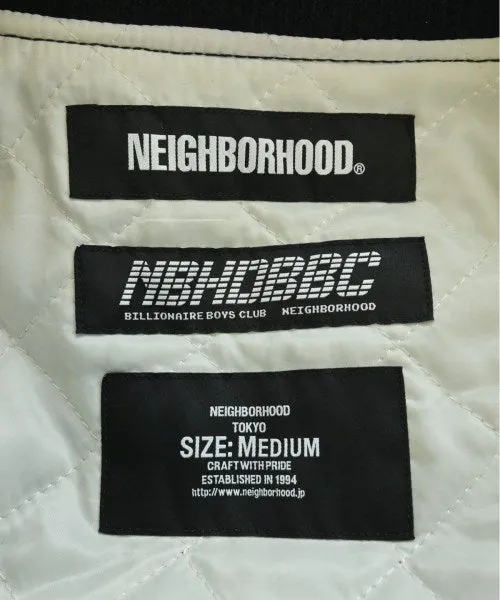 NEIGHBORHOOD®
NBHDBBC
BILLIONAIRE BOYS CLUB NEIGHBORHOOD
NEIGHBORHOOD
TOKYO
SIZE: MEDIUM
CRAFT WITH PRIDE
ESTABLISHED IN 1994
http://www.neighborhood.jp